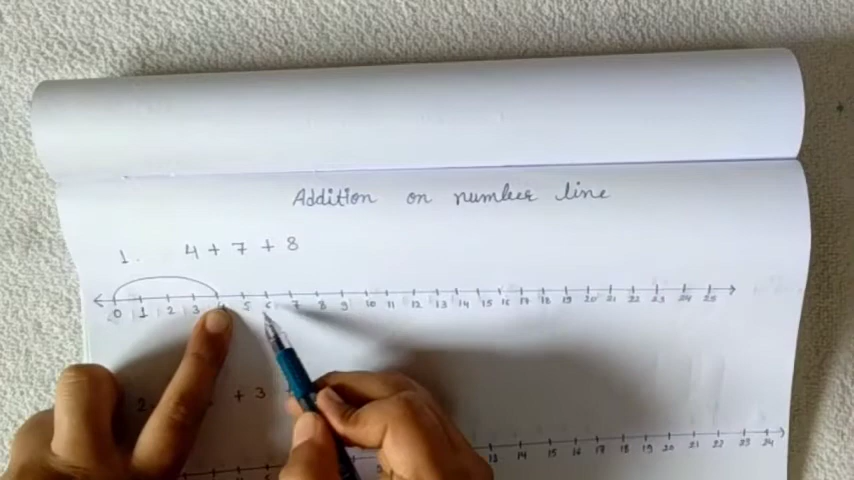 Addition on number line
1. 4 + 7 + 8
0 1 2 3 4 5 6 7 8 9 10 11 12 13 14 15 16 17 18 19 20 21 22 23 24 25
2 + 3
13 14 15 16 17 18 19 20 21 22 23 24